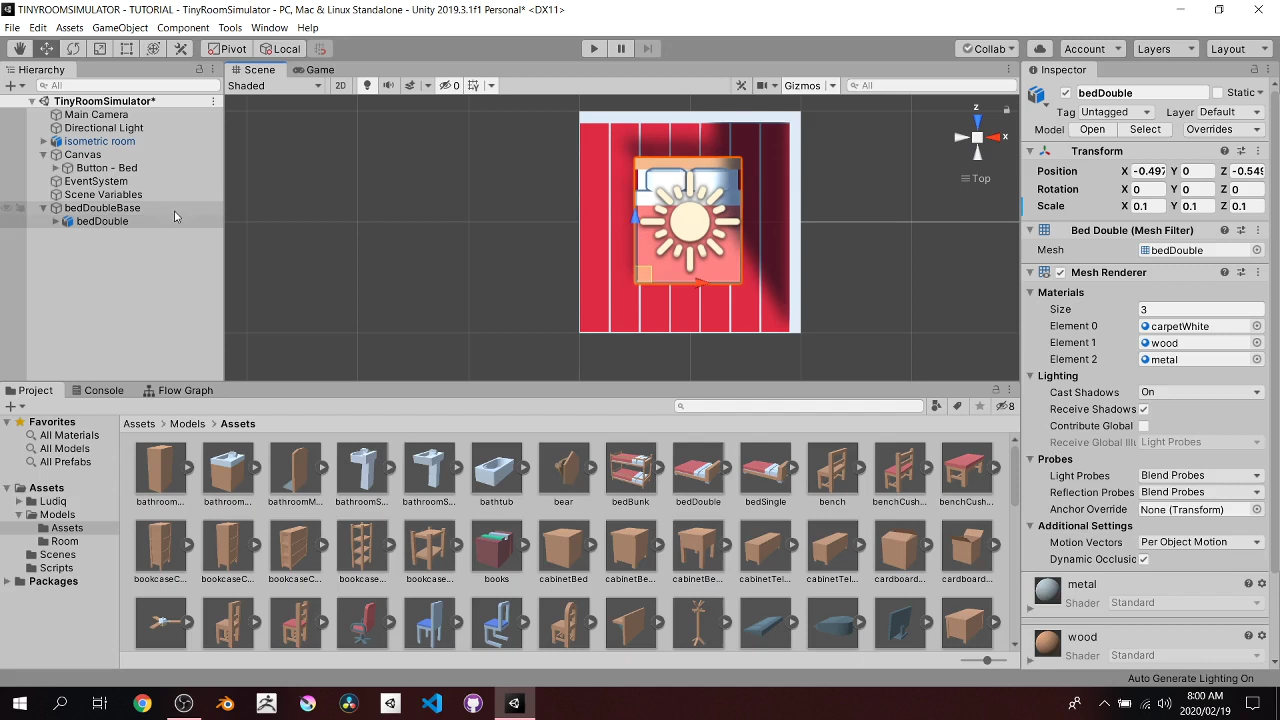 TINYROOMSIMULATOR - TUTORIAL - TinyRoomSimulator - PC, Mac & Linux Standalone - Unity 2019.3.1f1 Personal* <DX11>
File Edit Assets GameObject Component Tools Window Help
Pivot Local Collab Account Layers Layout
Hierarchy
All
TinyRoomSimulator*
Main Camera
Directional Light
isometric room
Canvas
Button - Bed
EventSystem
Scene Variables
bedDoubleBase
bedDouble
Scene Game
Shaded 2D 0 Gizmos All
z
x
Top
Inspector
bedDouble Static
Tag Untagged Layer Default
Model Open Select Overrides
Transform
Position X -0.497 Y 0 Z -0.549
Rotation X 0 Y 0 Z 0
Scale X 0.1 Y 0.1 Z 0.1
Bed Double (Mesh Filter)
Mesh bedDouble
Mesh Renderer
Materials
Size 3
Element 0 carpetWhite
Element 1 wood
Element 2 metal
Lighting
Cast Shadows On
Receive Shadows
Contribute Global
Receive Global Illu Light Probes
Probes
Light Probes Blend Probes
Reflection Probes Blend Probes
Anchor Override None (Transform)
Additional Settings
Motion Vectors Per Object Motion
Dynamic Occlusic
metal
Shader Standard
wood
Shader Standard
Project Console Flow Graph
8
Favorites
All Materials
All Models
All Prefabs
Assets
Ludiq
Models
Assets
Room
Scenes
Scripts
Packages
Assets > Models > Assets
bathroom... bathroom... bathroomM... bathroomS... bathroomS... bathtub bear bedBunk bedDouble bedSingle bench benchCush... benchCush...
bookcaseC... bookcaseC... bookcaseC... bookcase... bookcase... books cabinetBed cabinetBe... cabinetBe... cabinetTel... cabinetTel... cardboard... cardboard...
Auto Generate Lighting On
8:00 AM
2020/02/19